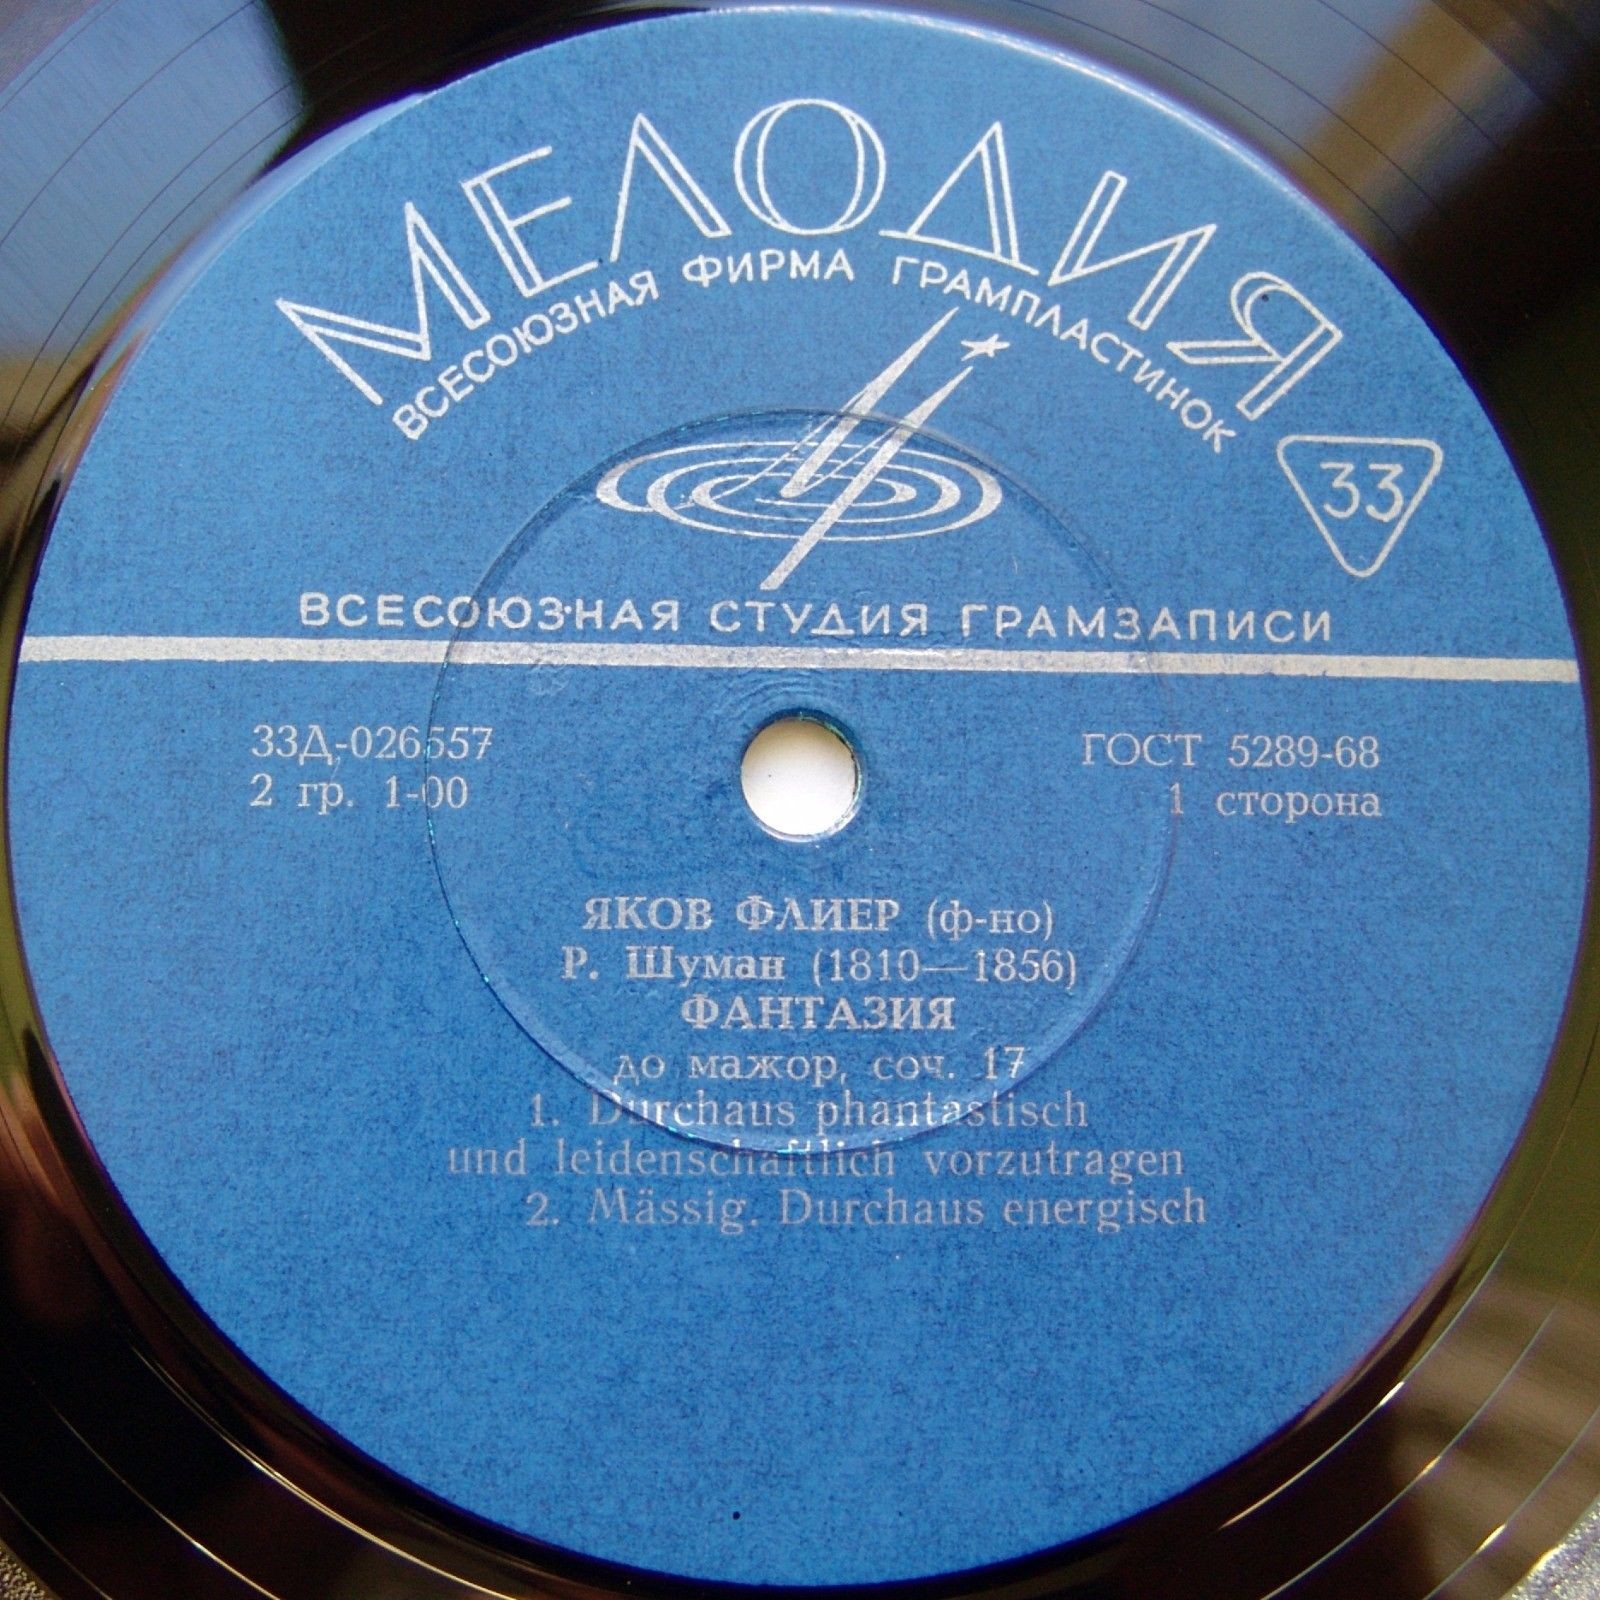 МЕЛОДИЯ
ВСЕСОЮЗНАЯ ФИРМА ГРАМПЛАСТИНОК
33
ВСЕСОЮЗНАЯ СТУДИЯ ГРАМЗАПИСИ
33Д-026557
2 гр. 1-00
ГОСТ 5289-68
1 сторона
ЯКОВ ФЛИЕР (ф-но)
Р. Шуман (1810—1856)
ФАНТАЗИЯ
до мажор, соч. 17
1. Durchaus phantastisch
und leidenschaftlich vorzutragen
2. Mässig. Durchaus energisch